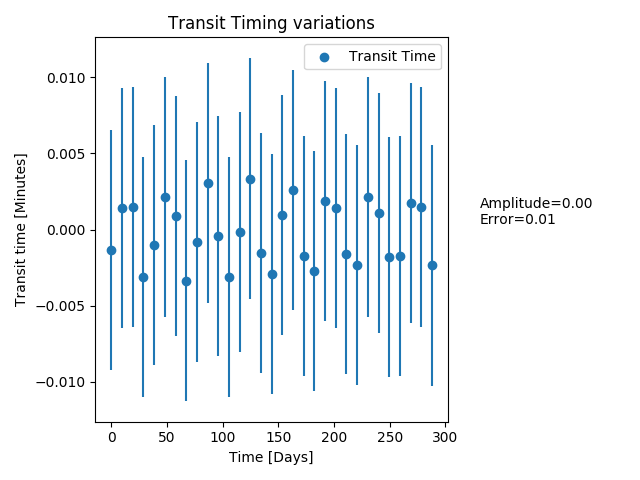 Transit Timing variations
Transit Time
0.010
0.005
0.000
−0.005
−0.010
Transit time [Minutes]
0 50 100 150 200 250 300
Time [Days]
Amplitude=0.00
Error=0.01